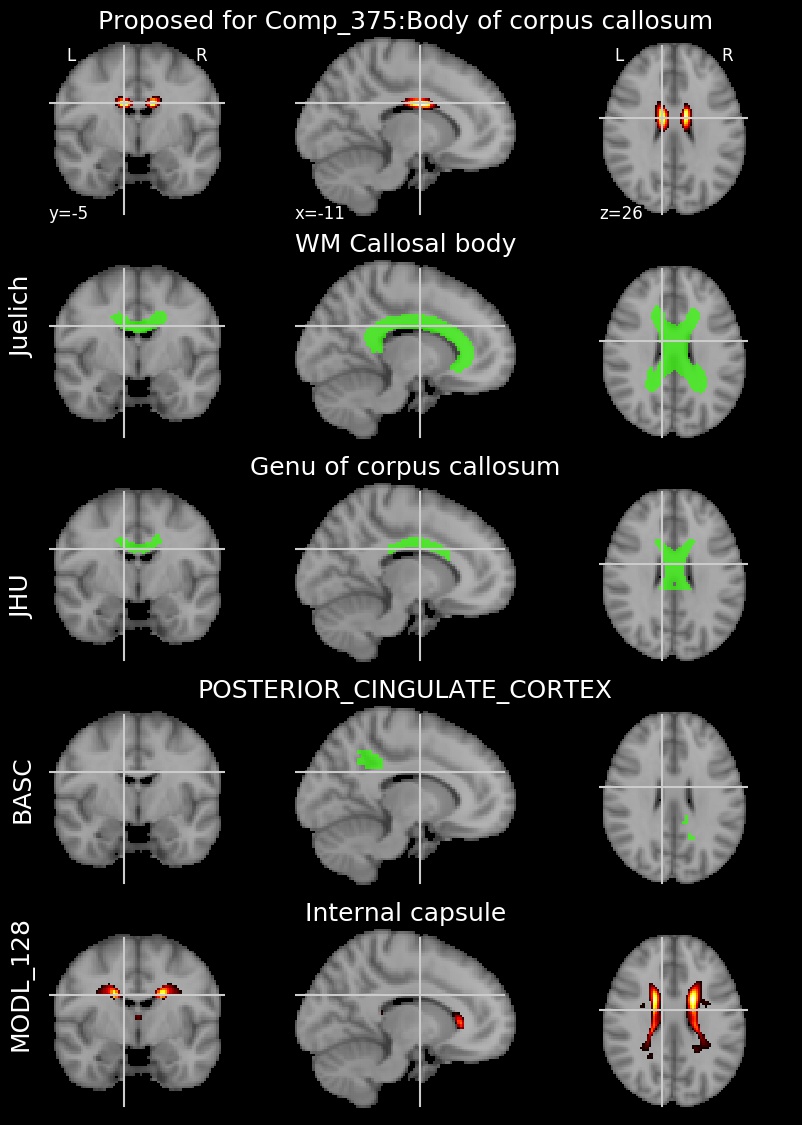 Proposed for Comp_375:Body of corpus callosum
L R L R
y=-5 x=-11 z=26
WM Callosal body
Juelich
Genu of corpus callosum
JHU
POSTERIOR_CINGULATE_CORTEX
BASC
Internal capsule
MODL_128